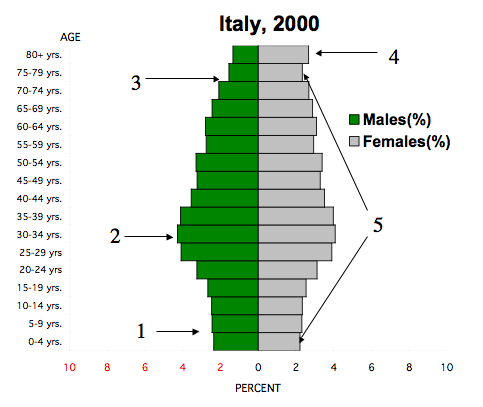 Italy, 2000
AGE
80+ yrs.
75-79 yrs.
70-74 yrs.
65-69 yrs.
60-64 yrs.
55-59 yrs.
50-54 yrs.
45-49 yrs.
40-44 yrs.
35-39 yrs.
30-34 yrs.
25-29 yrs
20-24 yrs
15-19 yrs.
10-14 yrs.
5-9 yrs.
0-4 yrs.
4
3
Males(%)
Females(%)
5
2
1
10 8 6 4 2 0 2 4 6 8 10
PERCENT